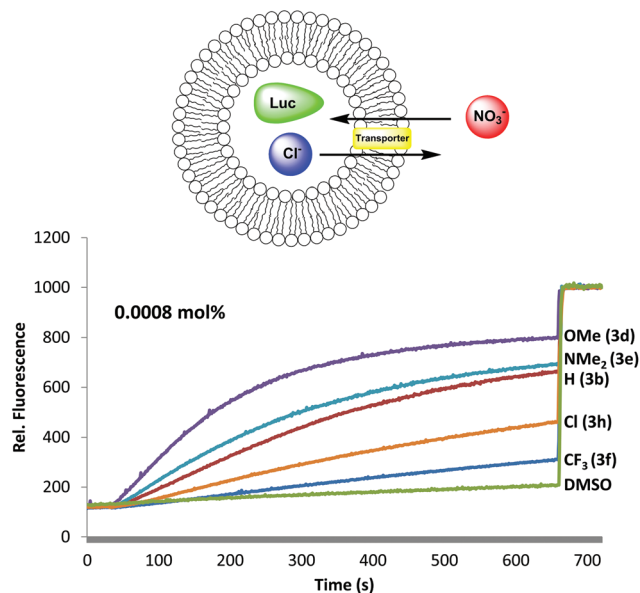 Luc
NO₃⁻
Transporter
Cl⁻
1200
1000
800
600
400
200
0
Rel. Fluorescence
0.0008 mol%
OMe (3d)
NMe₂ (3e)
H (3b)
Cl (3h)
CF₃ (3f)
DMSO
0 100 200 300 400 500 600 700
Time (s)